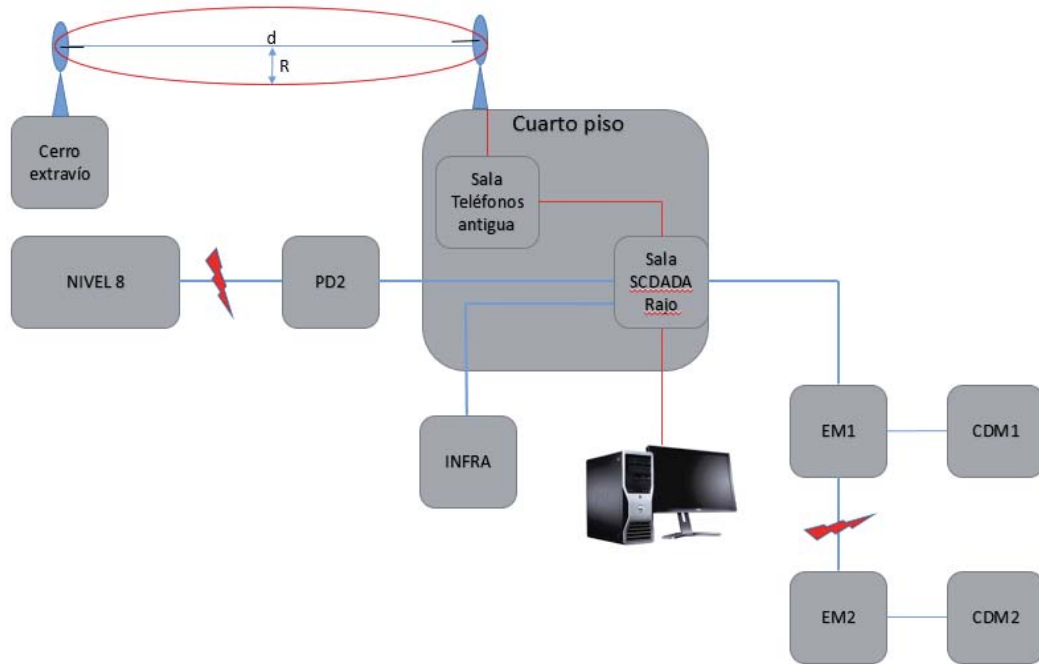 d
R
Cuarto piso
Cerro
extravío
Sala
Teléfonos
antigua
NIVEL 8
PD2
Sala
SCDADA
Rajo
INFRA
EM1
CDM1
EM2
CDM2